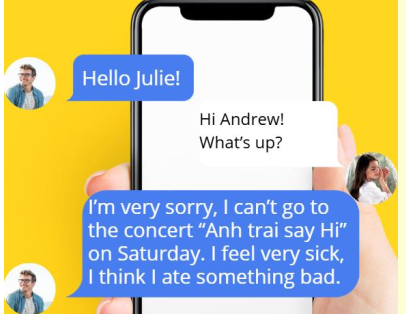 Hello Julie!
Hi Andrew!
What's up?
I'm very sorry, I can't go to
the concert “Anh trai say Hi”
on Saturday. I feel very sick,
I think I ate something bad.